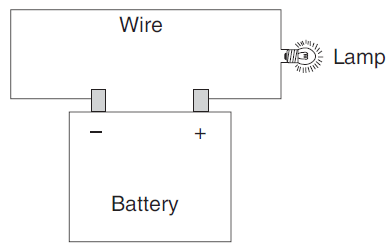 Wire
Lamp
− +
Battery